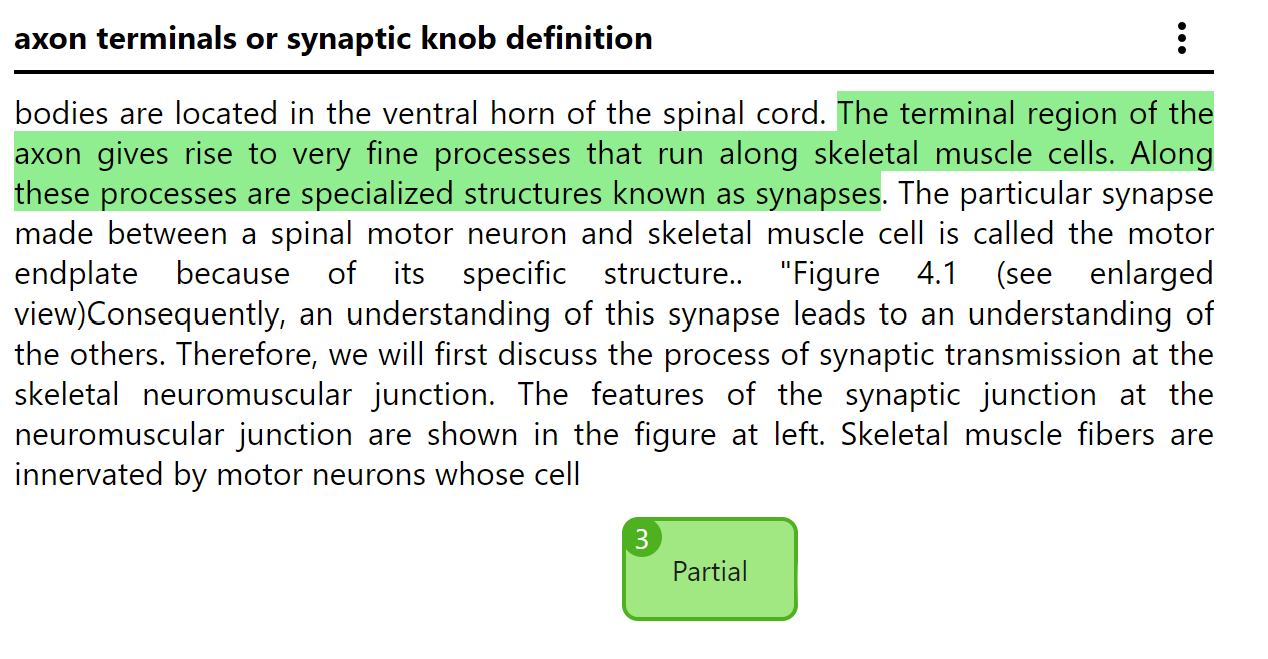 axon terminals or synaptic knob definition
bodies are located in the ventral horn of the spinal cord. The terminal region of the
axon gives rise to very fine processes that run along skeletal muscle cells. Along
these processes are specialized structures known as synapses. The particular synapse
made between a spinal motor neuron and skeletal muscle cell is called the motor
endplate because of its specific structure.. "Figure 4.1 (see enlarged
view)Consequently, an understanding of this synapse leads to an understanding of
the others. Therefore, we will first discuss the process of synaptic transmission at the
skeletal neuromuscular junction. The features of the synaptic junction at the
neuromuscular junction are shown in the figure at left. Skeletal muscle fibers are
innervated by motor neurons whose cell
3
Partial